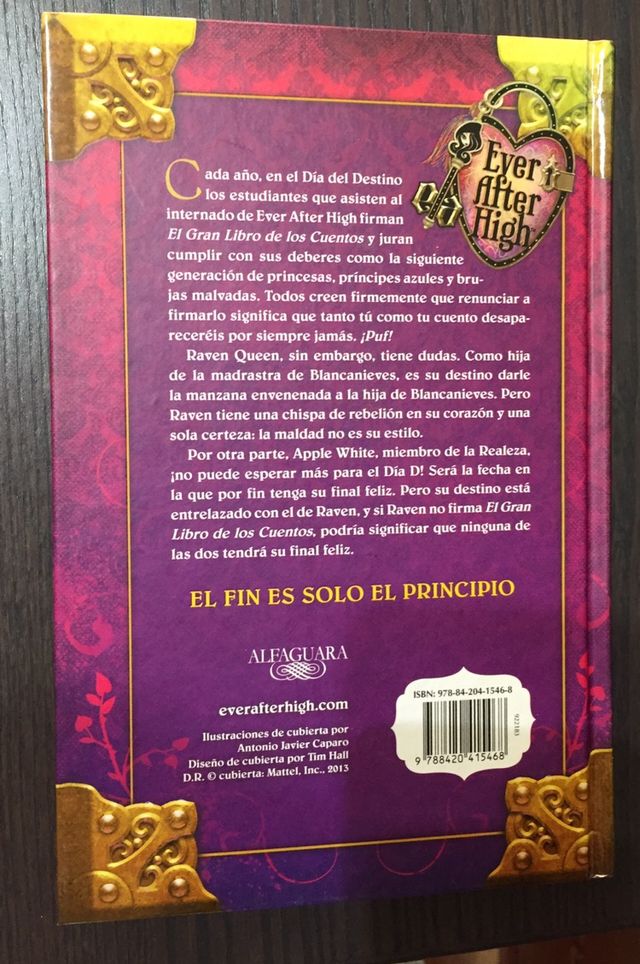 Ever
After
High
Cada año, en el Día del Destino
los estudiantes que asisten al
internado de Ever After High firman
El Gran Libro de los Cuentos y juran
cumplir con sus deberes como la siguiente
generación de princesas, príncipes azules y bru-
jas malvadas. Todos creen firmemente que renunciar a
firmarlo significa que tanto tú como tu cuento desapa-
receréis por siempre jamás. ¡Puf!
Raven Queen, sin embargo, tiene dudas. Como hija
de la madrastra de Blancanieves, es su destino darle
la manzana envenenada a la hija de Blancanieves. Pero
Raven tiene una chispa de rebelión en su corazón y una
sola certeza: la maldad no es su estilo.
Por otra parte, Apple White, miembro de la Realeza,
¡no puede esperar más para el Día D! Será la fecha en
la que por fin tenga su final feliz. Pero su destino está
entrelazado con el de Raven, y si Raven no firma El Gran
Libro de los Cuentos, podría significar que ninguna de
las dos tendrá su final feliz.
EL FIN ES SOLO EL PRINCIPIO
ALFAGUARA
everafterhigh.com
Ilustraciones de cubierta por
Antonio Javier Caparo
Diseño de cubierta por Tim Hall
D.R. © cubierta: Mattel, Inc., 2013
ISBN: 978-84-204-1546-8
922183
9 788420 415468